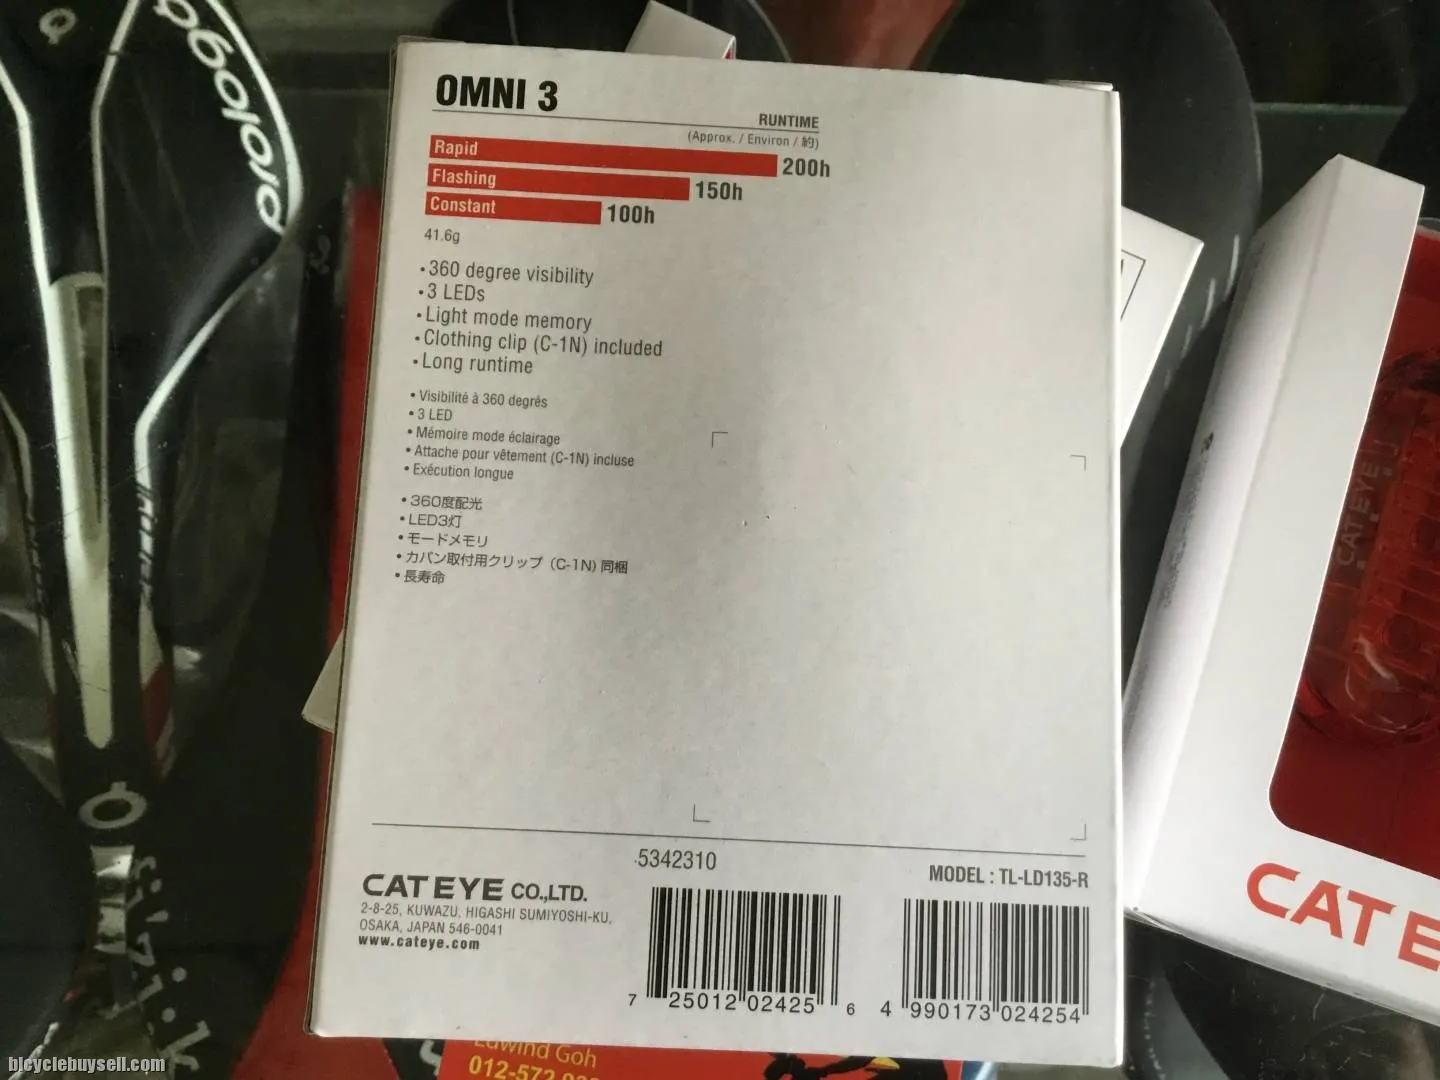 prologo
OMNI 3
RUNTIME
(Approx. / Environ / 約)
Rapid 200h
Flashing 150h
Constant 100h
41.6g
•360 degree visibility
•3 LEDs
•Light mode memory
•Clothing clip (C-1N) included
•Long runtime
•Visibilité à 360 degrés
•3 LED
•Mémoire mode éclairage
•Attache pour vêtement (C-1N) incluse
•Exécution longue
•360度配光
•LED3灯
•モードメモリ
•カバン取付用クリップ（C-1N）同梱
•長寿命
5342310
MODEL : TL-LD135-R
CATEYE CO.,LTD.
2-8-25, KUWAZU, HIGASHI SUMIYOSHI-KU,
OSAKA, JAPAN 546-0041
www.cateye.com
7 25012 02425 6
4 990173 024254
CATEYE
CAT E
Edwind Goh
012-572
bicyclebuysell.com